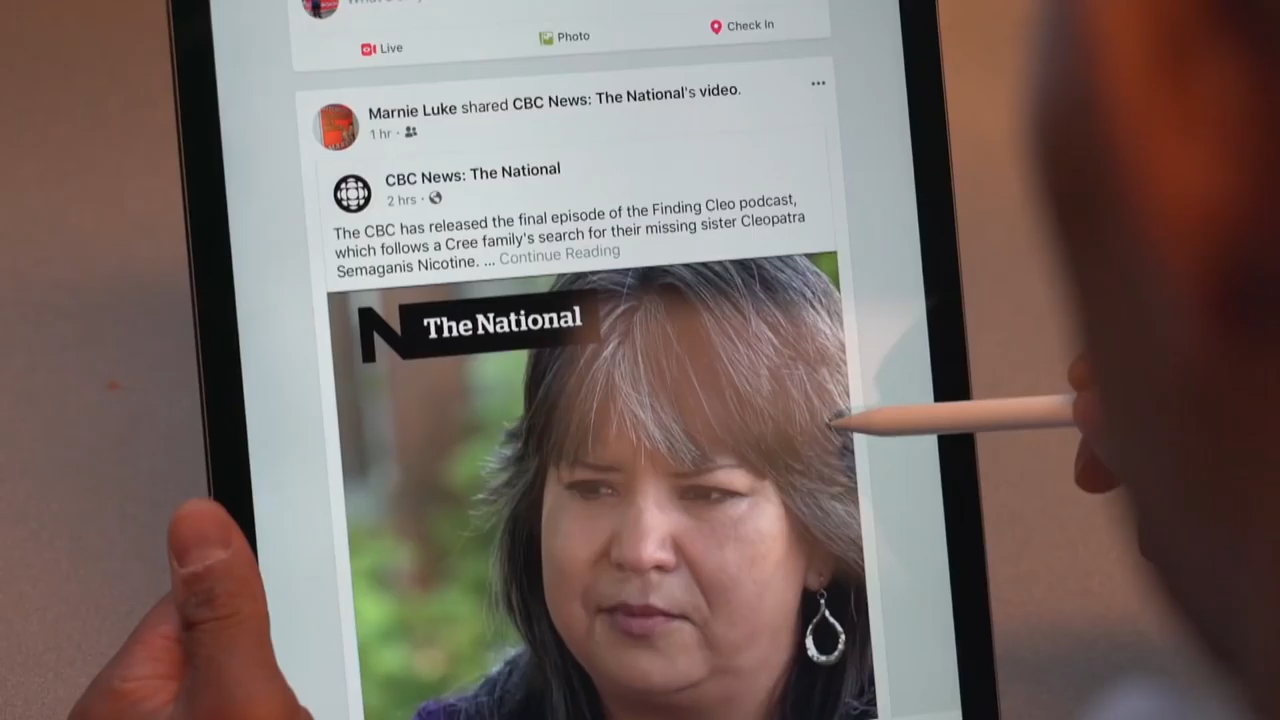 Live
Photo
Check In
Marnie Luke shared CBC News: The National's video.
1 hr ·
CBC News: The National
2 hrs ·
The CBC has released the final episode of the Finding Cleo podcast,
which follows a Cree family's search for their missing sister Cleopatra
Semaganis Nicotine. ... Continue Reading
N The National